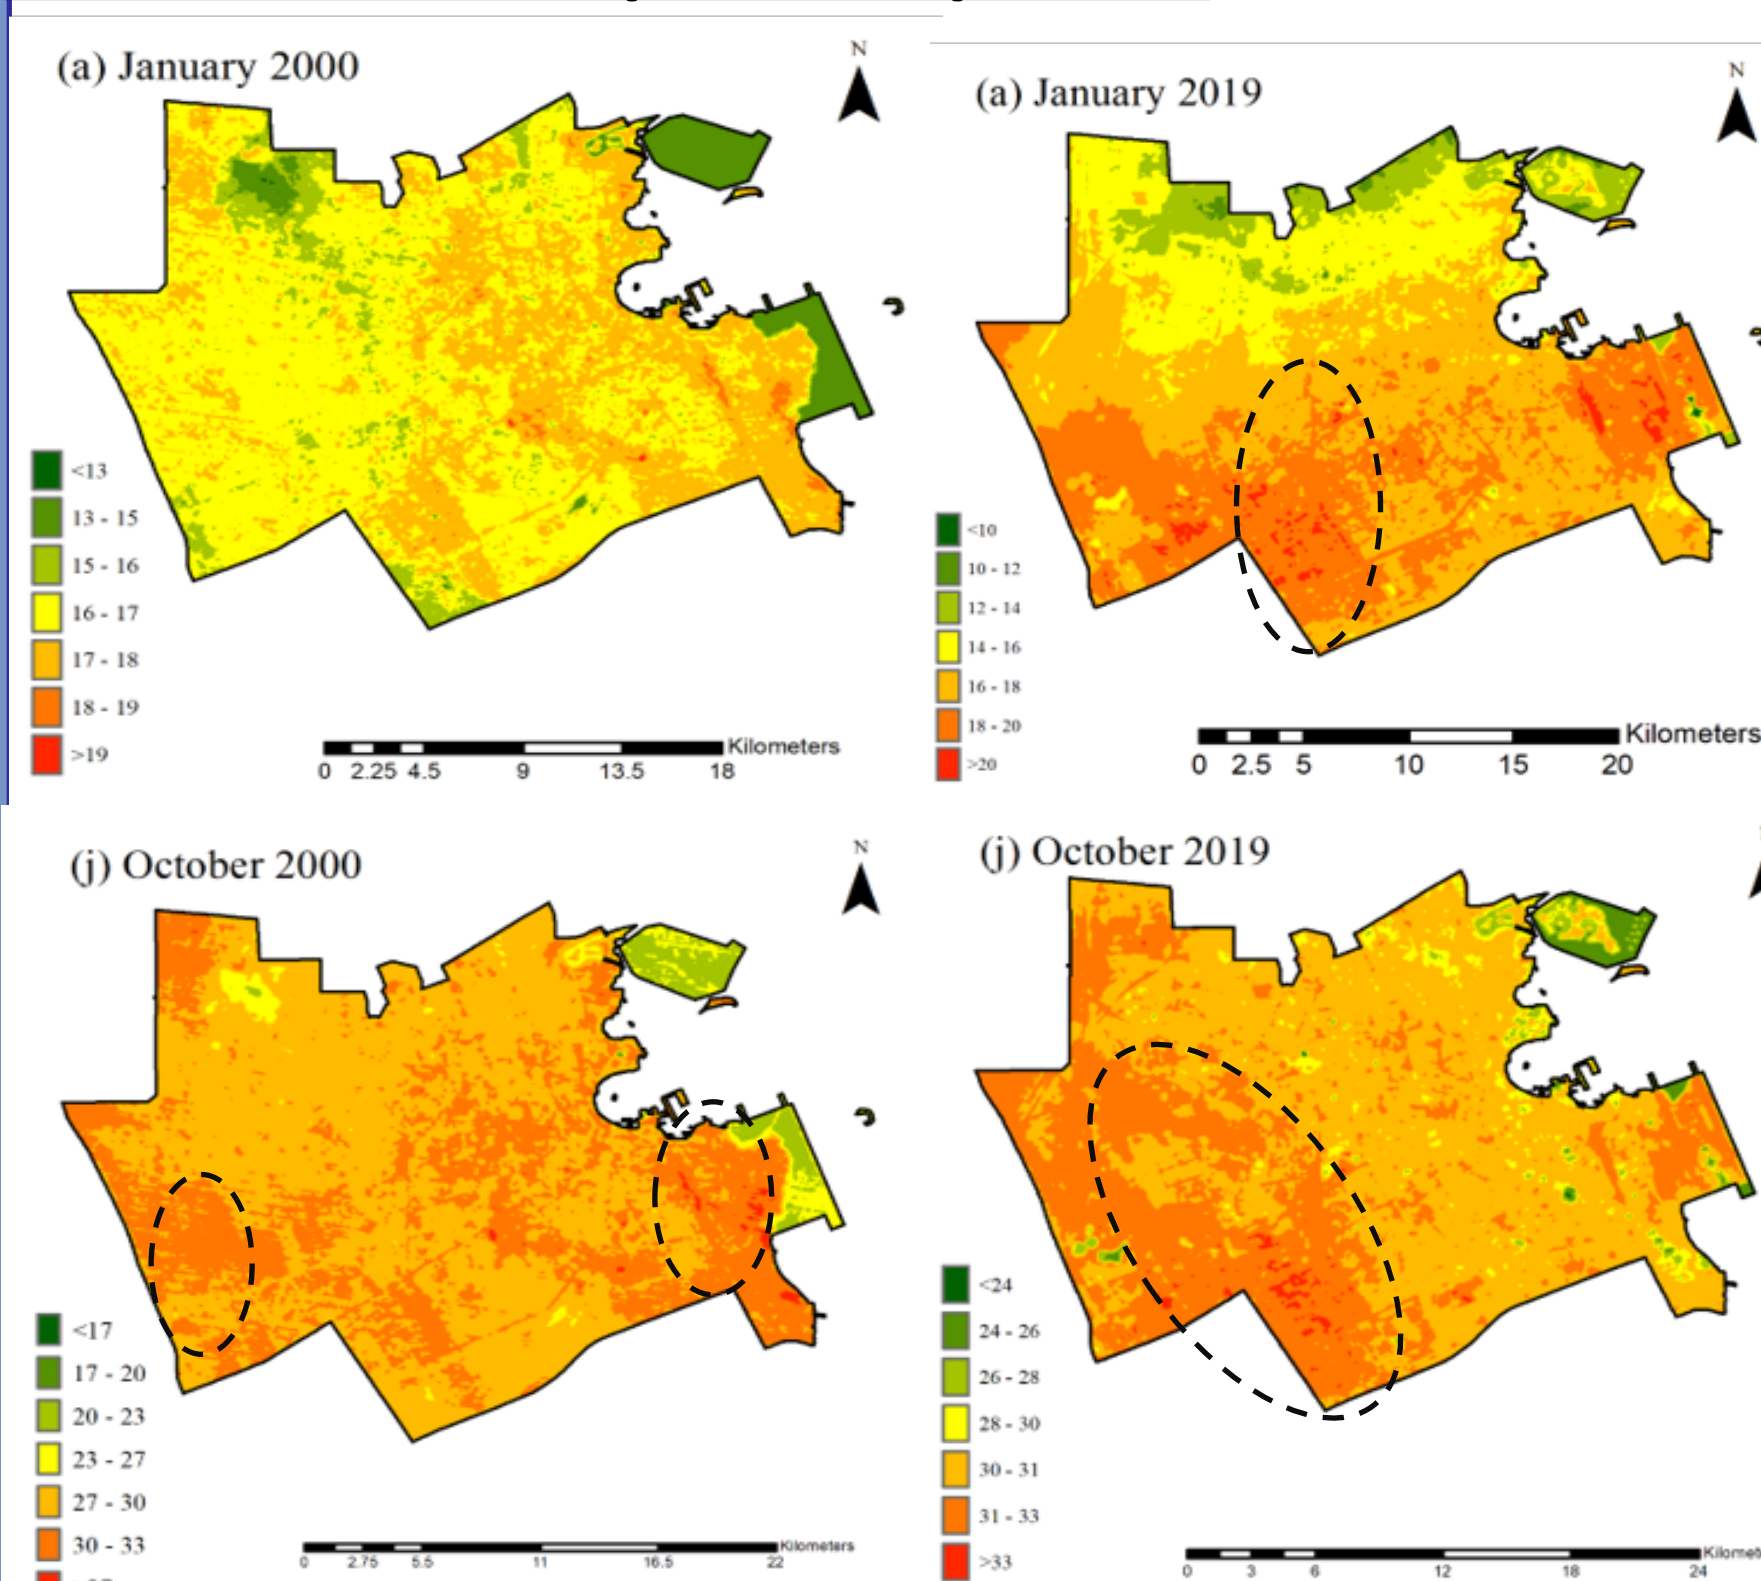 (a) January 2000
N
<13
13 - 15
15 - 16
16 - 17
17 - 18
18 - 19
>19
Kilometers
0 2.25 4.5 9 13.5 18
(a) January 2019
N
<10
10 - 12
12 - 14
14 - 16
16 - 18
18 - 20
>20
Kilometers
0 2.5 5 10 15 20
(j) October 2000
N
<17
17 - 20
20 - 23
23 - 27
27 - 30
30 - 33
Kilometers
0 2.75 5.5 11 16.5 22
(j) October 2019
<24
24 - 26
26 - 28
28 - 30
30 - 31
31 - 33
>33
Kilomet
0 3 6 12 18 24